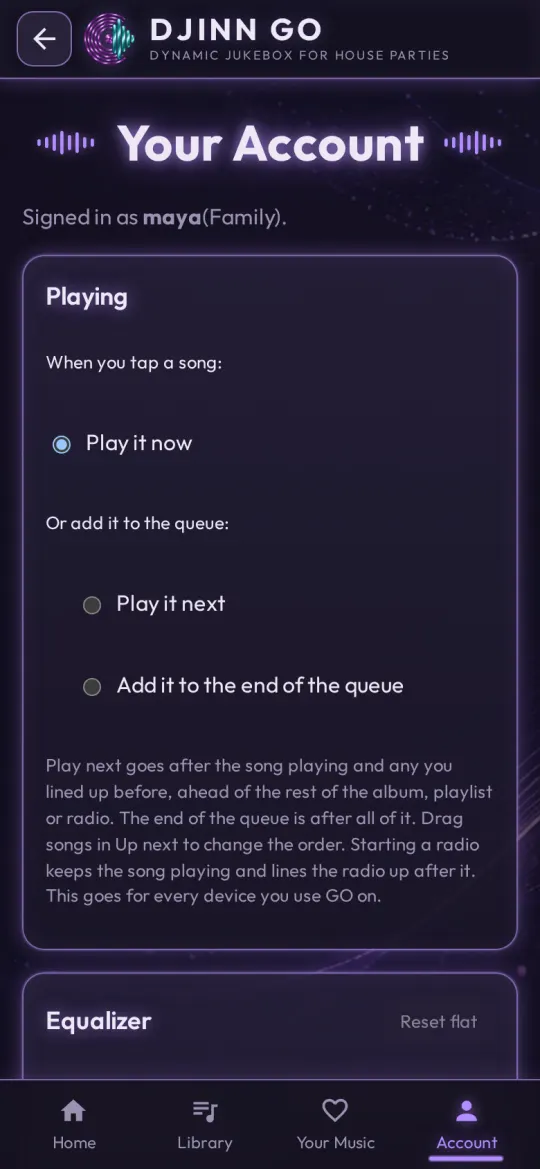 DJINN GO
DYNAMIC JUKEBOX FOR HOUSE PARTIES
Your Account
Signed in as maya(Family).
Playing
When you tap a song:
Play it now
Or add it to the queue:
Play it next
Add it to the end of the queue
Play next goes after the song playing and any you
lined up before, ahead of the rest of the album, playlist
or radio. The end of the queue is after all of it. Drag
songs in Up next to change the order. Starting a radio
keeps the song playing and lines the radio up after it.
This goes for every device you use GO on.
Equalizer
Reset flat
Home
Library
Your Music
Account